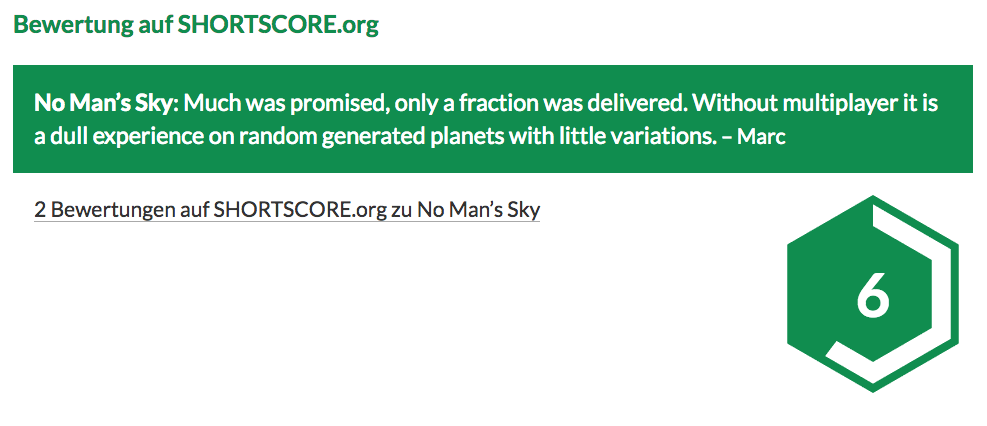 Bewertung auf SHORTSCORE.org
No Man’s Sky: Much was promised, only a fraction was delivered. Without multiplayer it is
a dull experience on random generated planets with little variations. – Marc
2 Bewertungen auf SHORTSCORE.org zu No Man’s Sky
6